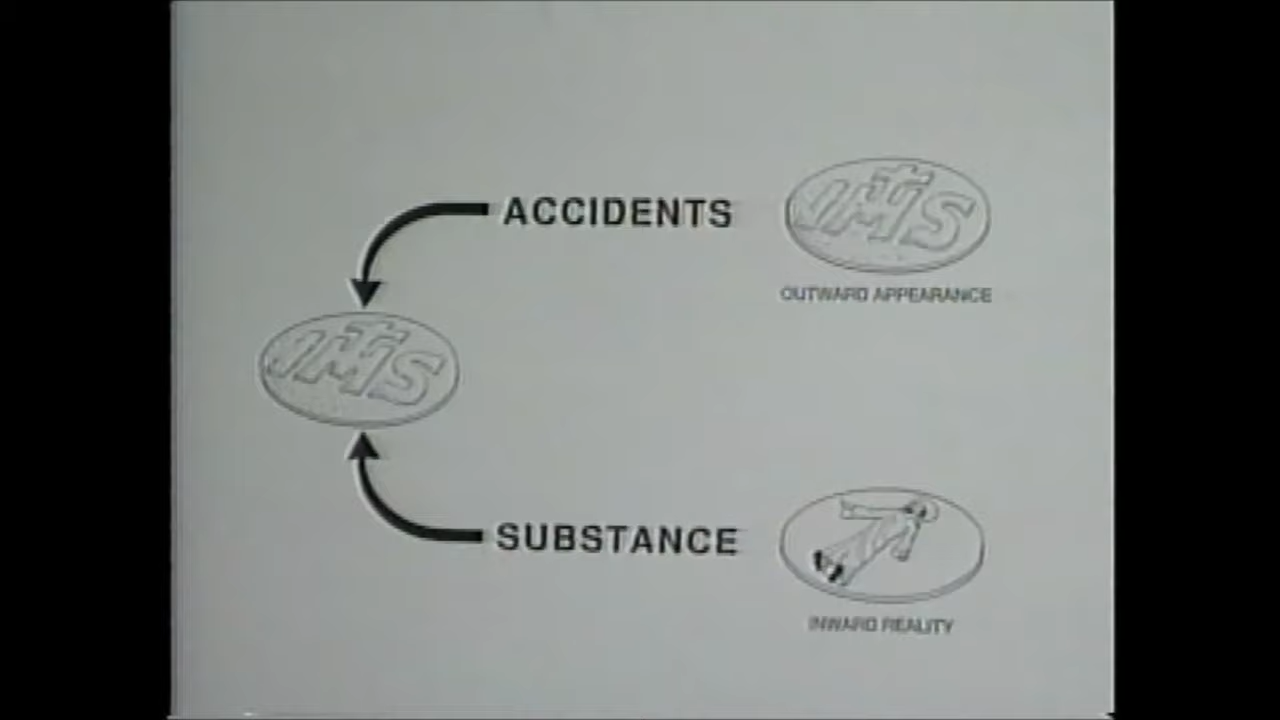 ACCIDENTS
IHS
OUTWARD APPEARANCE
IHS
SUBSTANCE
INWARD REALITY